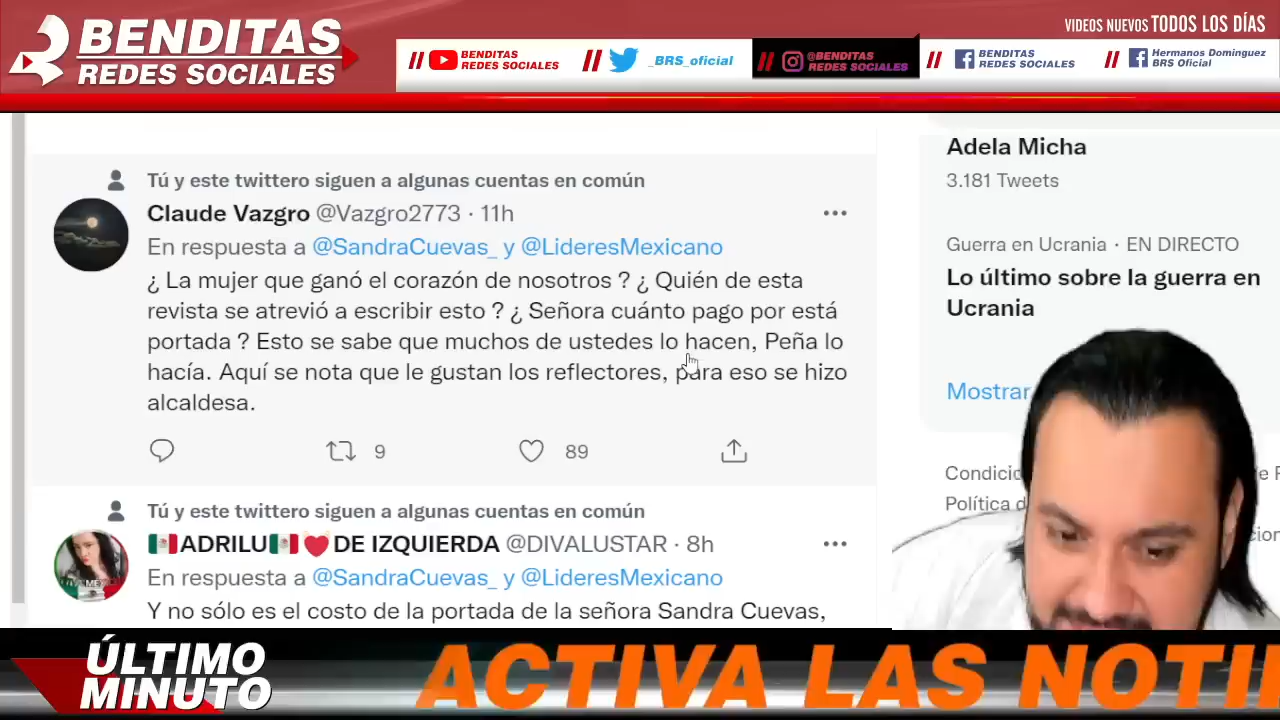 BENDITAS
REDES SOCIALES
VIDEOS NUEVOS TODOS LOS DÍAS
// BENDITAS REDES SOCIALES
// _BRS_oficial
// @BENDITAS REDES SOCIALES
// BENDITAS REDES SOCIALES
// Hermanos Dominguez BRS Oficial
Tú y este twittero siguen a algunas cuentas en común
Claude Vazgro @Vazgro2773 · 11h
En respuesta a @SandraCuevas_ y @LideresMexicano
¿ La mujer que ganó el corazón de nosotros ? ¿ Quién de esta
revista se atrevió a escribir esto ? ¿ Señora cuánto pago por está
portada ? Esto se sabe que muchos de ustedes lo hacen, Peña lo
hacía. Aquí se nota que le gustan los reflectores, para eso se hizo
alcaldesa.
9 89
Tú y este twittero siguen a algunas cuentas en común
🇲🇽ADRILU🇲🇽❤️DE IZQUIERDA @DIVALUSTAR · 8h
En respuesta a @SandraCuevas_ y @LideresMexicano
Y no sólo es el costo de la portada de la señora Sandra Cuevas,
Adela Micha
3.181 Tweets
Guerra en Ucrania · EN DIRECTO
Lo último sobre la guerra en
Ucrania
Mostrar
Condicio
Política d
ÚLTIMO
MINUTO
ACTIVA LAS NOTI